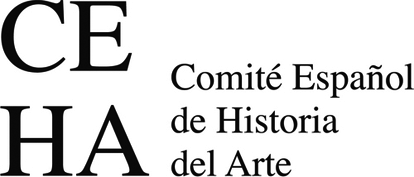 CE
HA
Comité Español
de Historia
del Arte